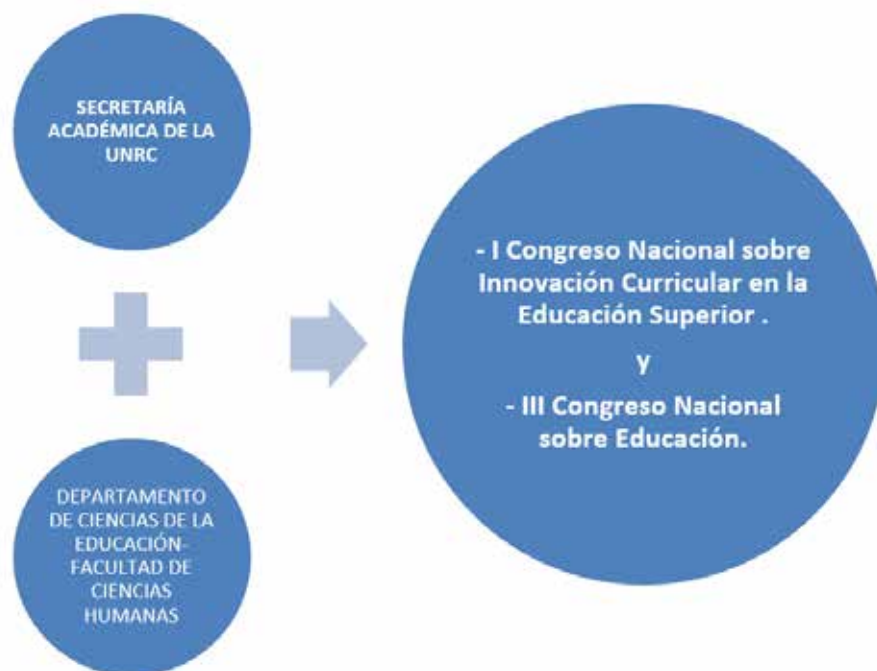 SECRETARÍA
ACADÉMICA DE LA
UNRC
DEPARTAMENTO
DE CIENCIAS DE LA
EDUCACIÓN-
FACULTAD DE
CIENCIAS
HUMANAS
- I Congreso Nacional sobre
Innovación Curricular en la
Educación Superior .
y
- III Congreso Nacional
sobre Educación.